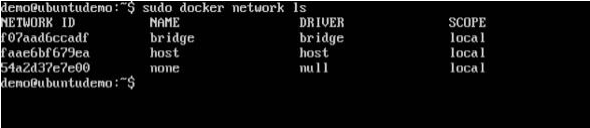 demo@ubuntudemo:~$ sudo docker network ls
NETWORK ID          NAME                DRIVER              SCOPE
f07aad6ccadf        bridge              bridge              local
faae6bf679ea        host                host                local
54a2d37e7e00        none                null                local
demo@ubuntudemo:~$